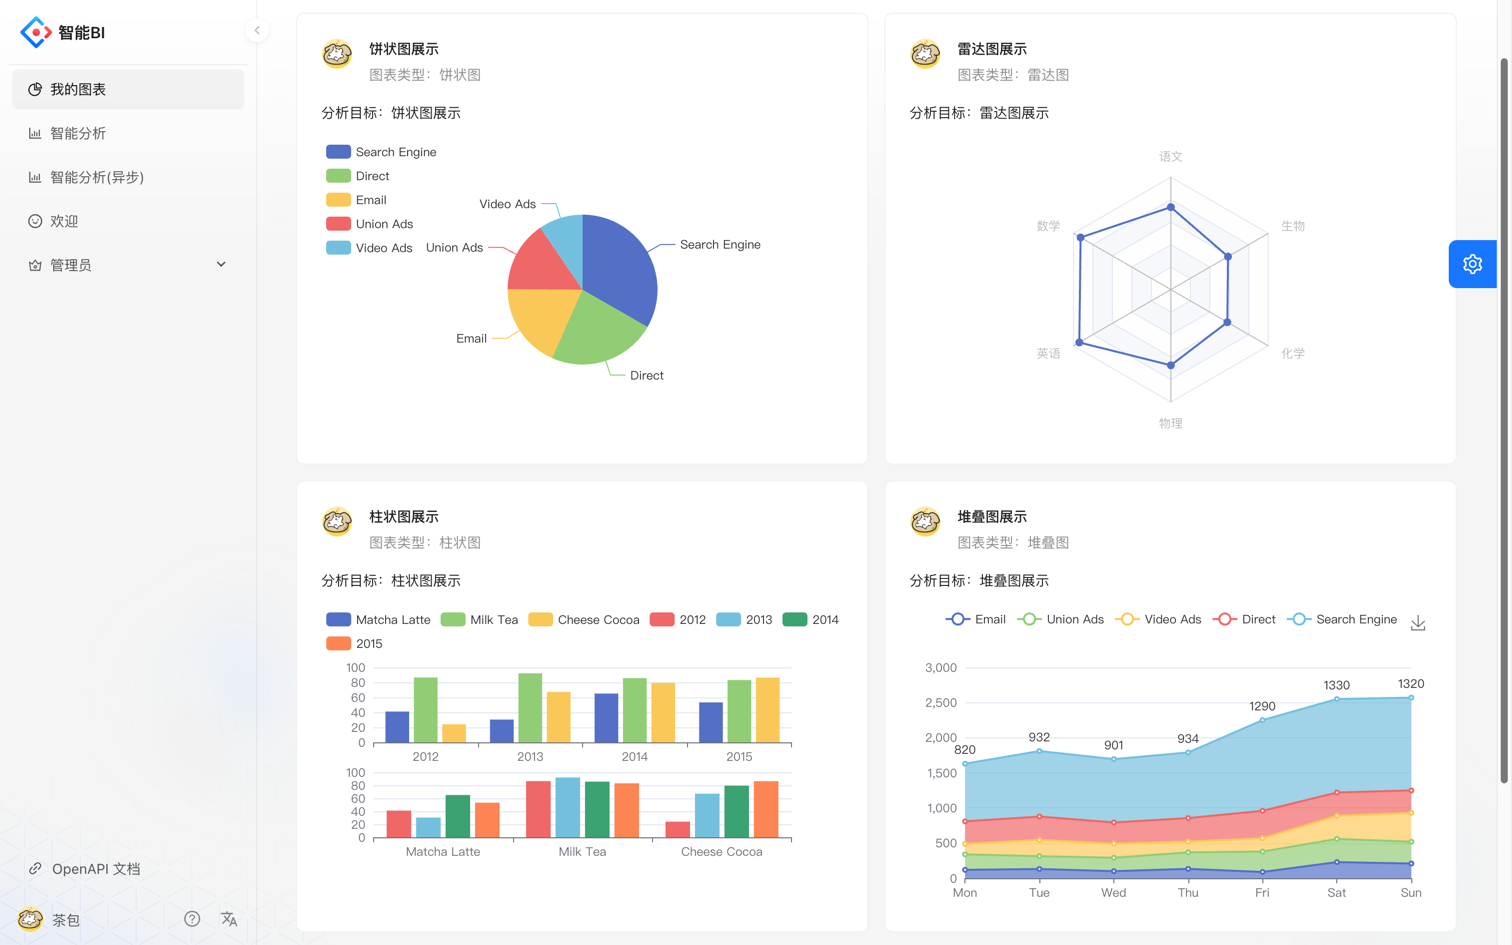 智能BI
我的图表
智能分析
智能分析(异步)
欢迎
管理员
OpenAPI 文档
茶包
饼状图展示
图表类型：饼状图
分析目标：饼状图展示
Search Engine
Direct
Email
Union Ads
Video Ads
Video Ads
Union Ads
Search Engine
Email
Direct
雷达图展示
图表类型：雷达图
分析目标：雷达图展示
语文
数学
生物
英语
化学
物理
柱状图展示
图表类型：柱状图
分析目标：柱状图展示
Matcha Latte Milk Tea Cheese Cocoa 2012 2013 2014
2015
100
80
60
40
20
0
2012 2013 2014 2015
100
80
60
40
20
0
Matcha Latte Milk Tea Cheese Cocoa
堆叠图展示
图表类型：堆叠图
分析目标：堆叠图展示
Email Union Ads Video Ads Direct Search Engine
3,000
2,500
2,000
1,500
1,000
500
0
820 932 901 934 1290 1330 1320
Mon Tue Wed Thu Fri Sat Sun